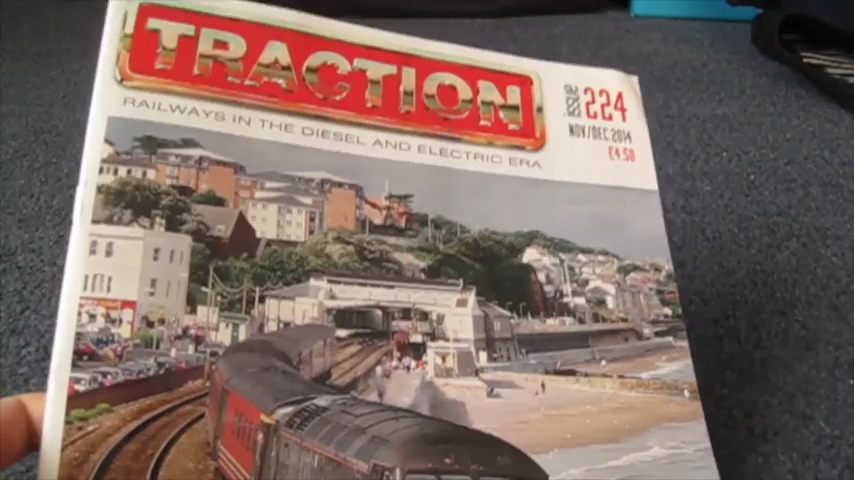 TRACTION
RAILWAYS IN THE DIESEL AND ELECTRIC ERA
ISSUE 224
NOV/DEC 2014
£4.50